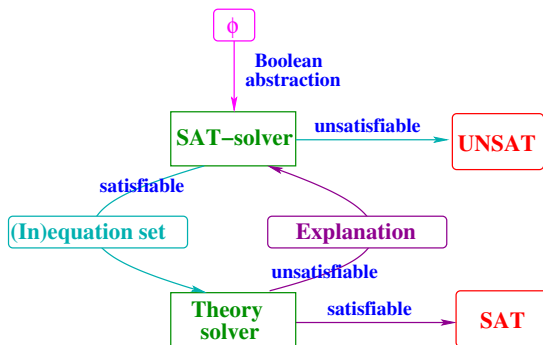 ϕ
Boolean
abstraction
SAT−solver
unsatisfiable
UNSAT
satisfiable
(In)equation set
Explanation
unsatisfiable
Theory
solver
satisfiable
SAT